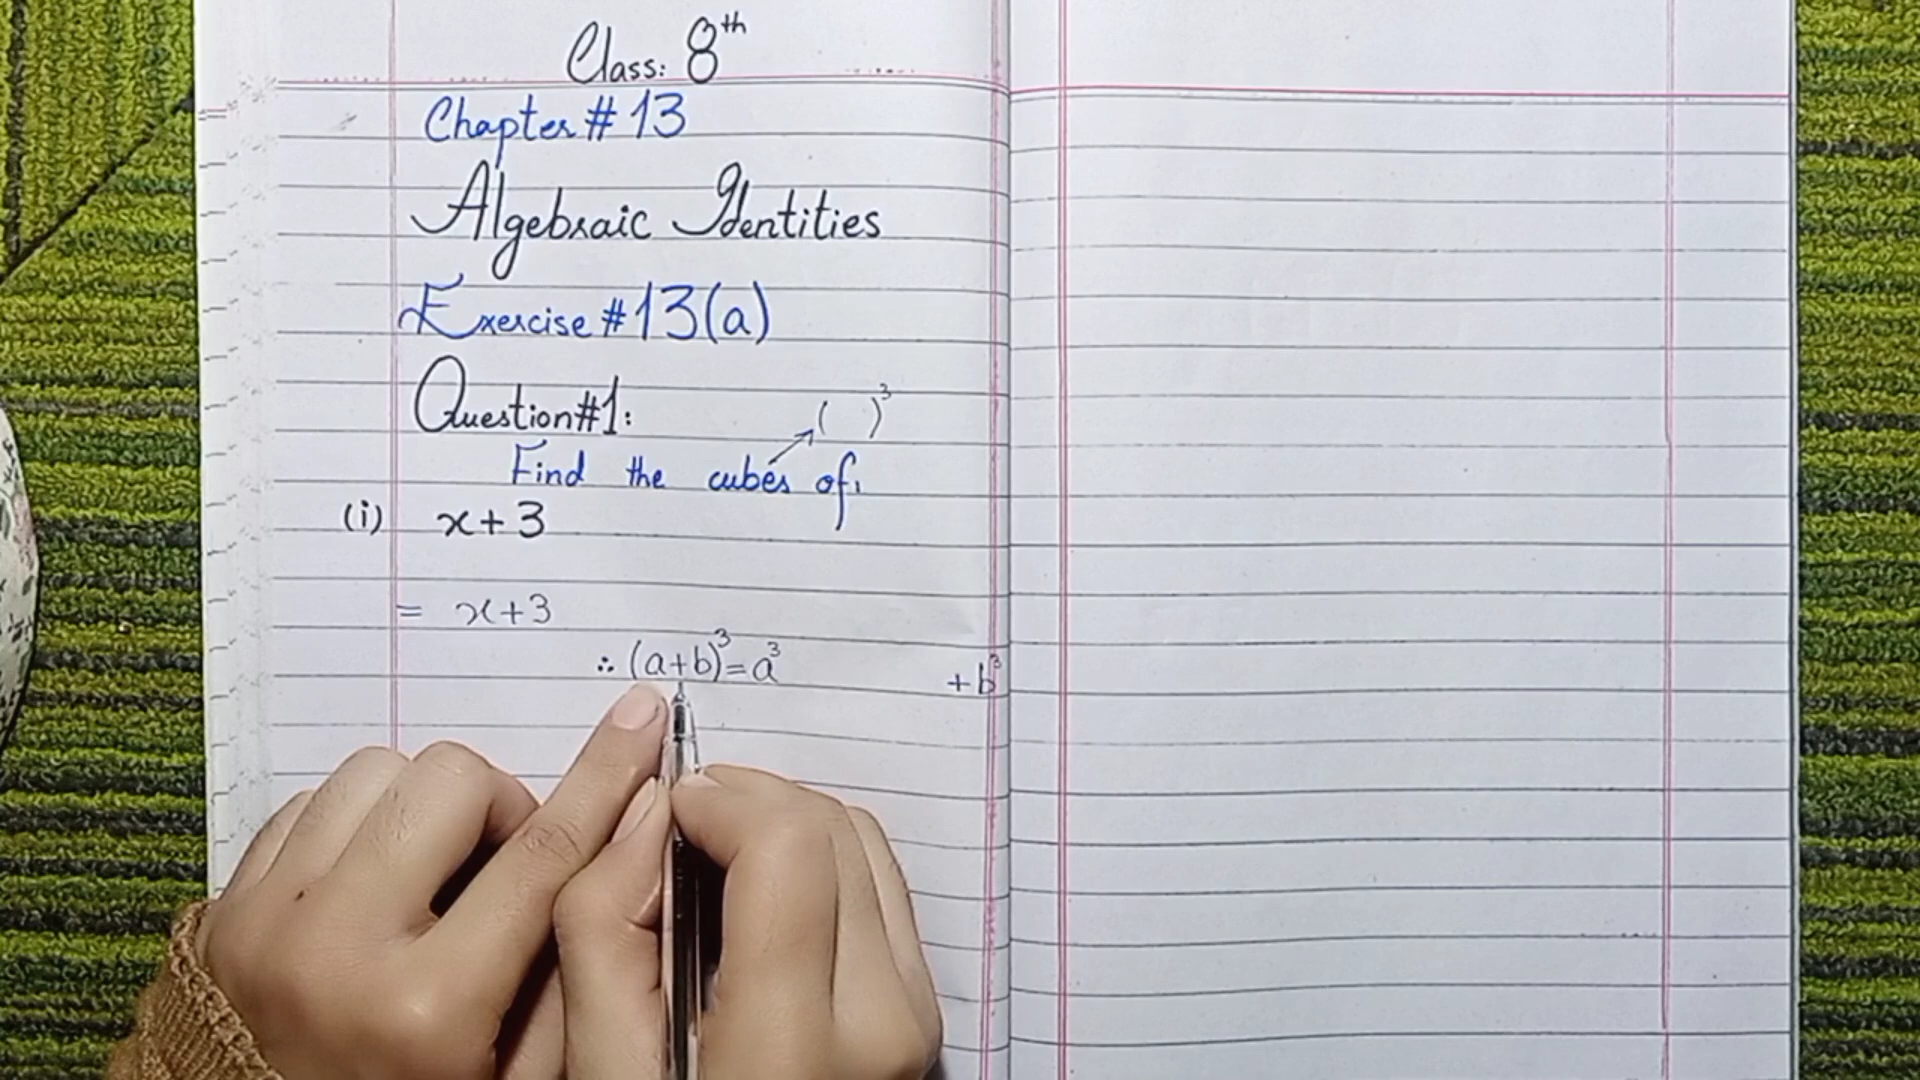 Class: 8th
Chapter # 13
Algebraic Identities
Exercise # 13(a)
Question#1:
( )³
Find the cubes of,
(i) x+3
= x+3
∴ (a+b)³=a³ +b³